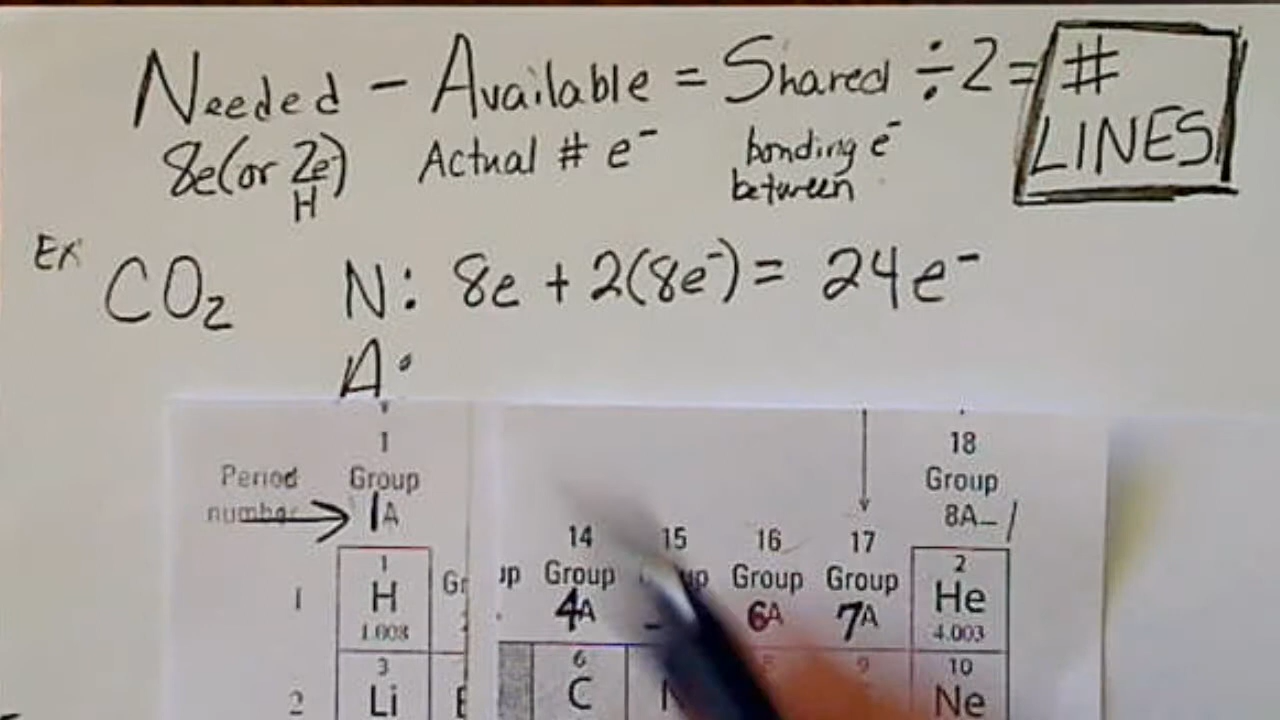 Needed - Available = Shared ÷ 2 = # LINES
8e(or 2e⁻) Actual # e⁻ bonding e⁻
H between
Ex CO₂ N: 8e + 2(8e⁻) = 24e⁻
A:
1 18
Period Group Group
number 1A 8A
14 15 16 17
Group Group Group
4A 6A 7A
1 2
1 H He
1.008 4.003
3 6 9 10
2 Li C N Ne